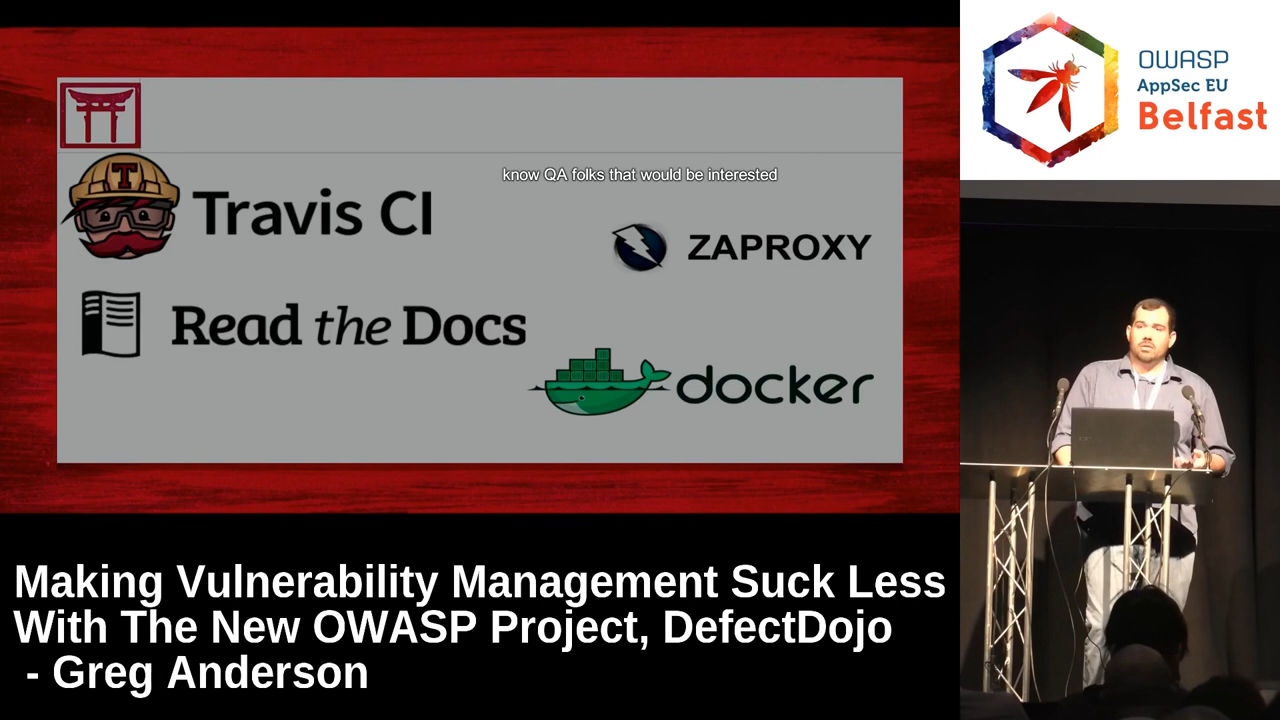 know QA folks that would be interested
Travis CI
ZAPROXY
Read the Docs
docker
OWASP
AppSec EU
Belfast
Making Vulnerability Management Suck Less
With The New OWASP Project, DefectDojo
- Greg Anderson